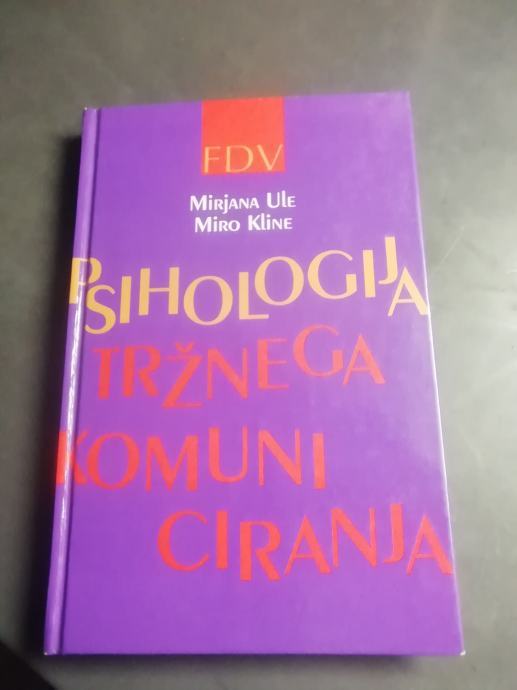 FDV
Mirjana Ule
Miro Kline
PSIHOLOGIJA
TRŽNEGA
KOMUNI
CIRANJA